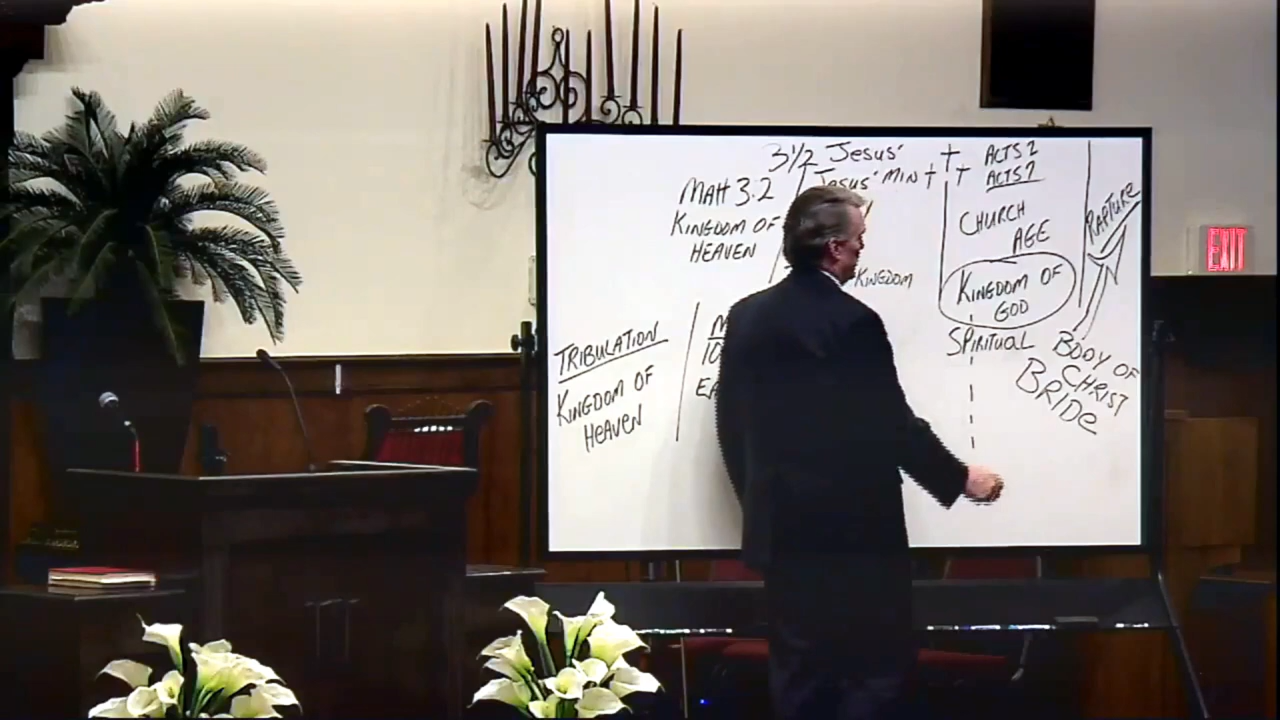 3½ Jesus'
Jesus' Min
ACTS 2
ACTS 7
MATT 3.2
KINGDOM OF
HEAVEN
KINGDOM
CHURCH
AGE
KINGDOM OF
GOD
SPIRITUAL
RAPTURE
BODY OF
CHRIST
BRIDE
TRIBULATION
KINGDOM OF
HEAVEN
EXIT